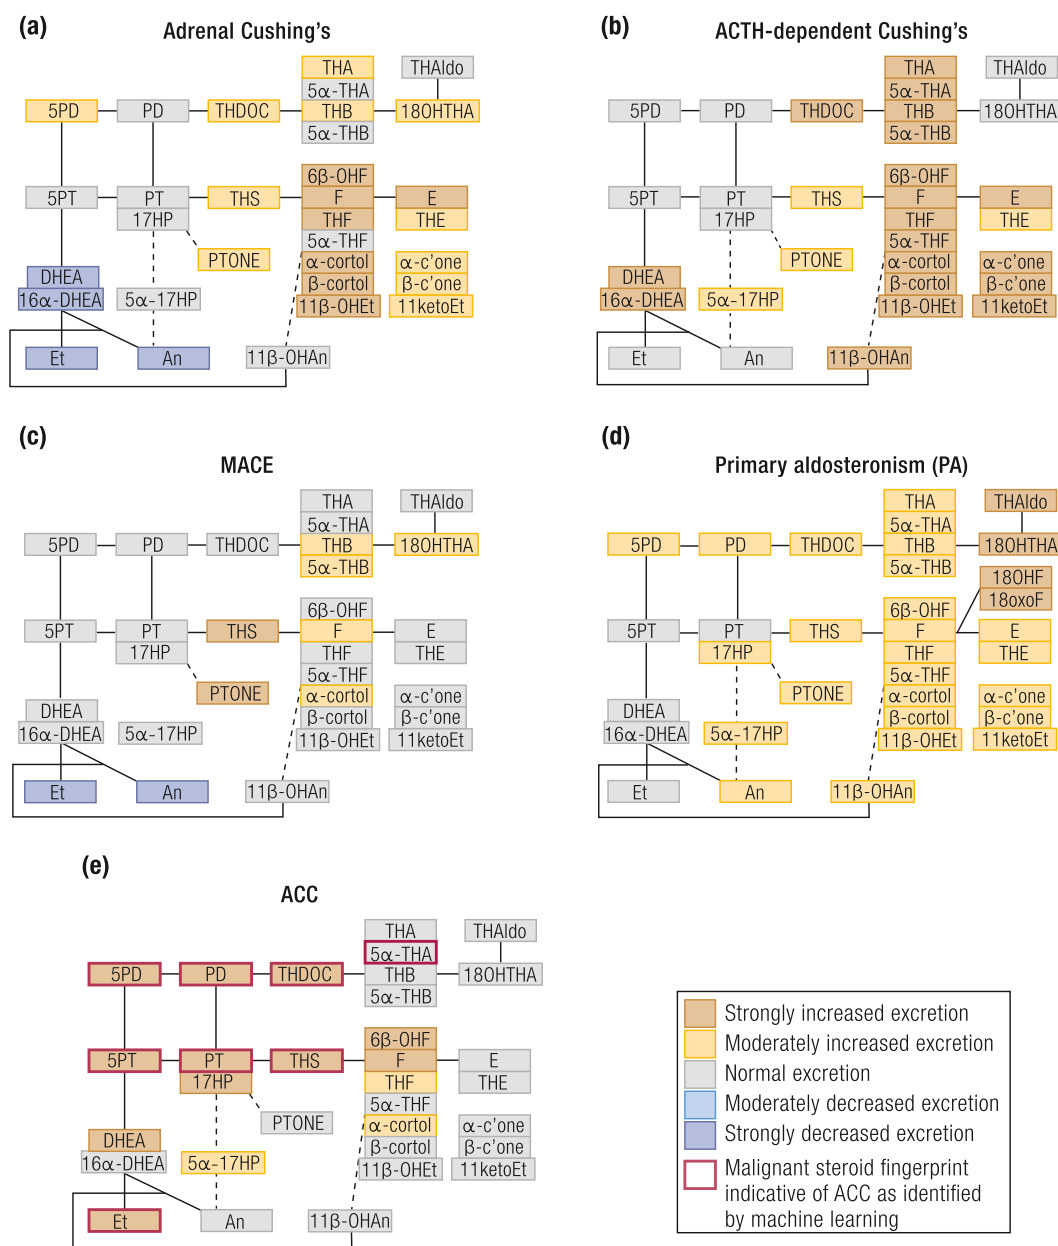 (a)
Adrenal Cushing’s
THA
THAldo
5α-THA
5PD
PD
THDOC
THB
18OHTHA
5α-THB
6β-OHF
5PT
PT
THS
F
E
17HP
THF
THE
5α-THF
PTONE
α-cortol
α-c’one
DHEA
β-cortol
β-c’one
16α-DHEA
5α-17HP
11β-OHEt
11ketoEt
Et
An
11β-OHAn
(b)
ACTH-dependent Cushing’s
THA
THAldo
5α-THA
5PD
PD
THDOC
THB
18OHTHA
5α-THB
6β-OHF
5PT
PT
THS
F
E
17HP
THF
THE
5α-THF
PTONE
α-cortol
α-c’one
DHEA
β-cortol
β-c’one
16α-DHEA
5α-17HP
11β-OHEt
11ketoEt
Et
An
11β-OHAn
(c)
MACE
THA
THAldo
5α-THA
5PD
PD
THDOC
THB
18OHTHA
5α-THB
6β-OHF
5PT
PT
THS
F
E
17HP
THF
THE
5α-THF
PTONE
α-cortol
α-c’one
DHEA
β-cortol
β-c’one
16α-DHEA
5α-17HP
11β-OHEt
11ketoEt
Et
An
11β-OHAn
(d)
Primary aldosteronism (PA)
THA
THAldo
5α-THA
5PD
PD
THDOC
THB
18OHTHA
5α-THB
18OHF
18oxoF
6β-OHF
5PT
PT
THS
F
E
17HP
THF
THE
5α-THF
PTONE
α-cortol
α-c’one
DHEA
β-cortol
β-c’one
16α-DHEA
5α-17HP
11β-OHEt
11ketoEt
Et
An
11β-OHAn
(e)
ACC
THA
THAldo
5α-THA
5PD
PD
THDOC
THB
18OHTHA
5α-THB
6β-OHF
5PT
PT
THS
F
E
17HP
THF
THE
5α-THF
PTONE
α-cortol
α-c’one
DHEA
β-cortol
β-c’one
16α-DHEA
5α-17HP
11β-OHEt
11ketoEt
Et
An
11β-OHAn
Strongly increased excretion
Moderately increased excretion
Normal excretion
Moderately decreased excretion
Strongly decreased excretion
Malignant steroid fingerprint
indicative of ACC as identified
by machine learning